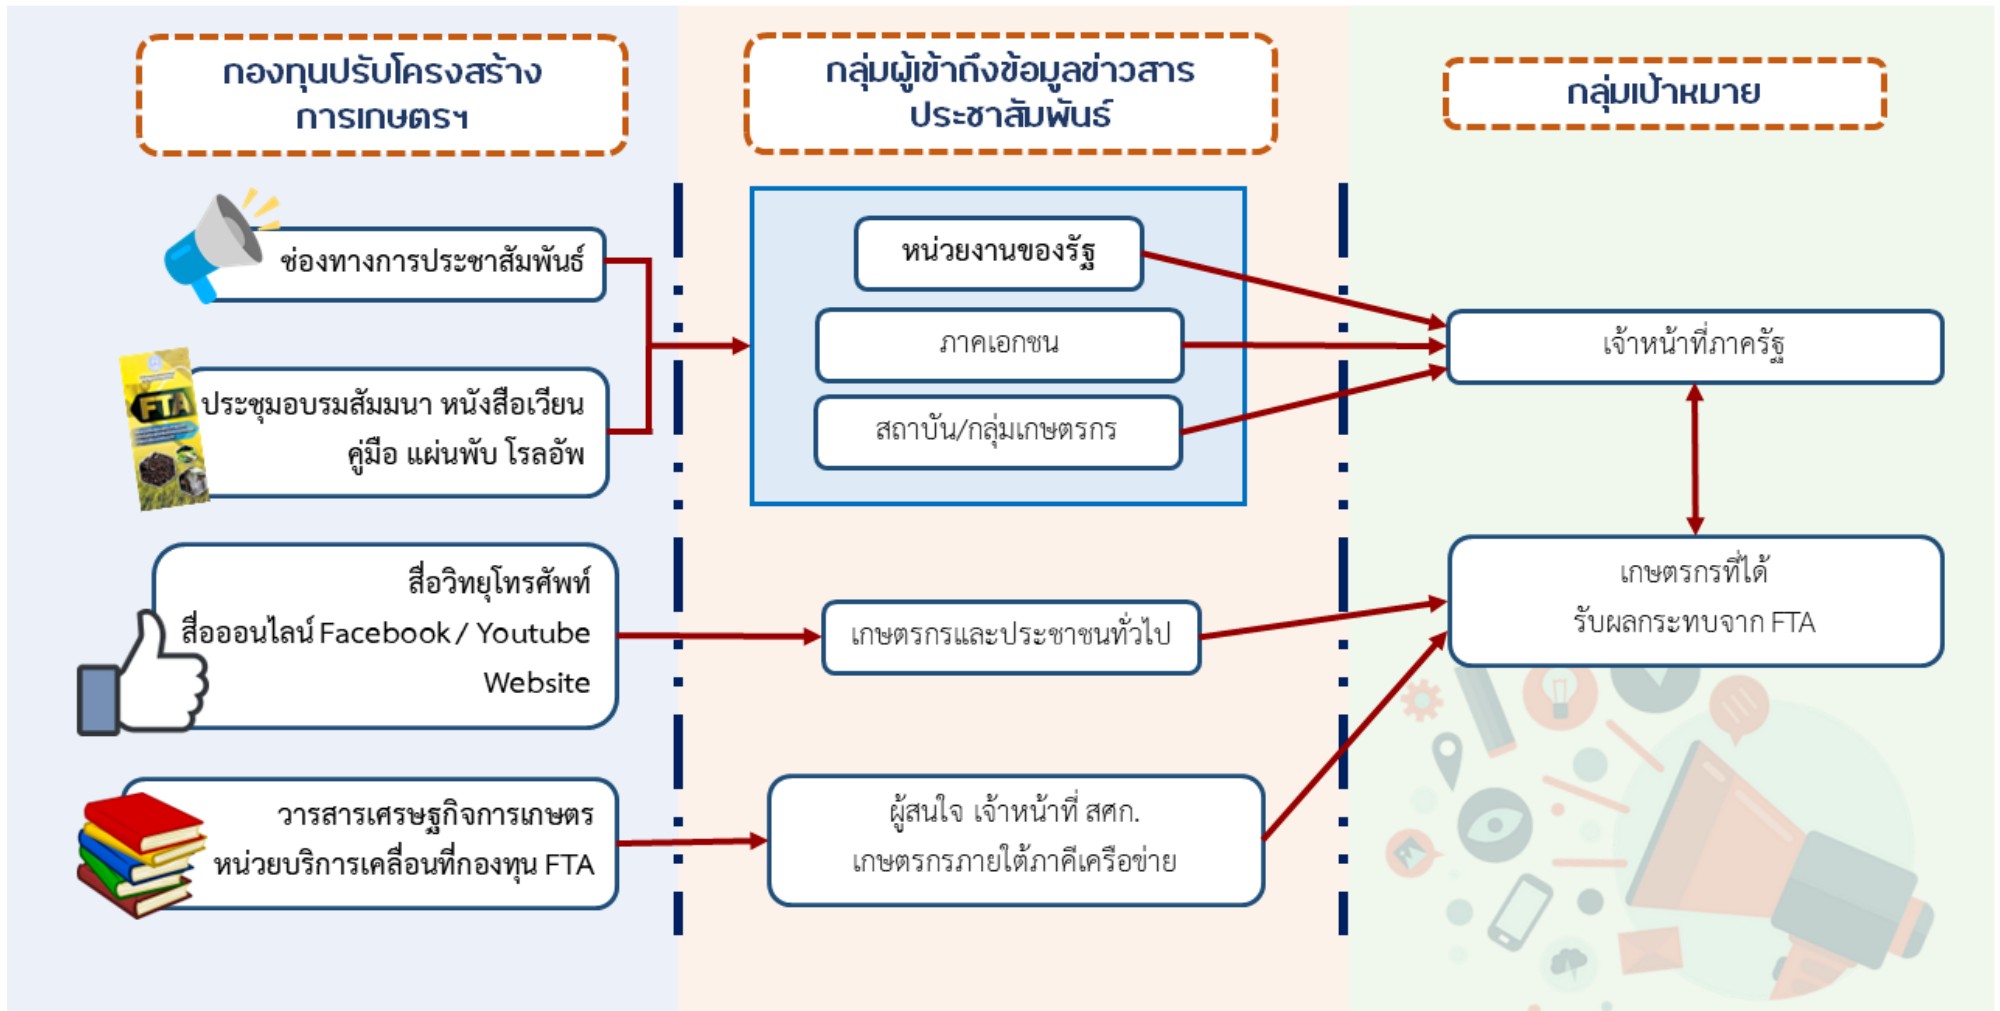 กองทุนปรับโครงสร้าง
การเกษตรฯ
กลุ่มผู้เข้าถึงข้อมูลข่าวสาร
ประชาสัมพันธ์
กลุ่มเป้าหมาย
ช่องทางการประชาสัมพันธ์
FTA
ประชุมอบรมสัมมนา หนังสือเวียน
คู่มือ แผ่นพับ โรลอัพ
สื่อวิทยุโทรศัพท์
สื่อออนไลน์ Facebook / Youtube
Website
วารสารเศรษฐกิจการเกษตร
หน่วยบริการเคลื่อนที่กองทุน FTA
หน่วยงานของรัฐ
ภาคเอกชน
สถาบัน/กลุ่มเกษตรกร
เกษตรกรและประชาชนทั่วไป
ผู้สนใจ เจ้าหน้าที่ สศก.
เกษตรกรภายใต้ภาคีเครือข่าย
เจ้าหน้าที่ภาครัฐ
เกษตรกรที่ได้
รับผลกระทบจาก FTA